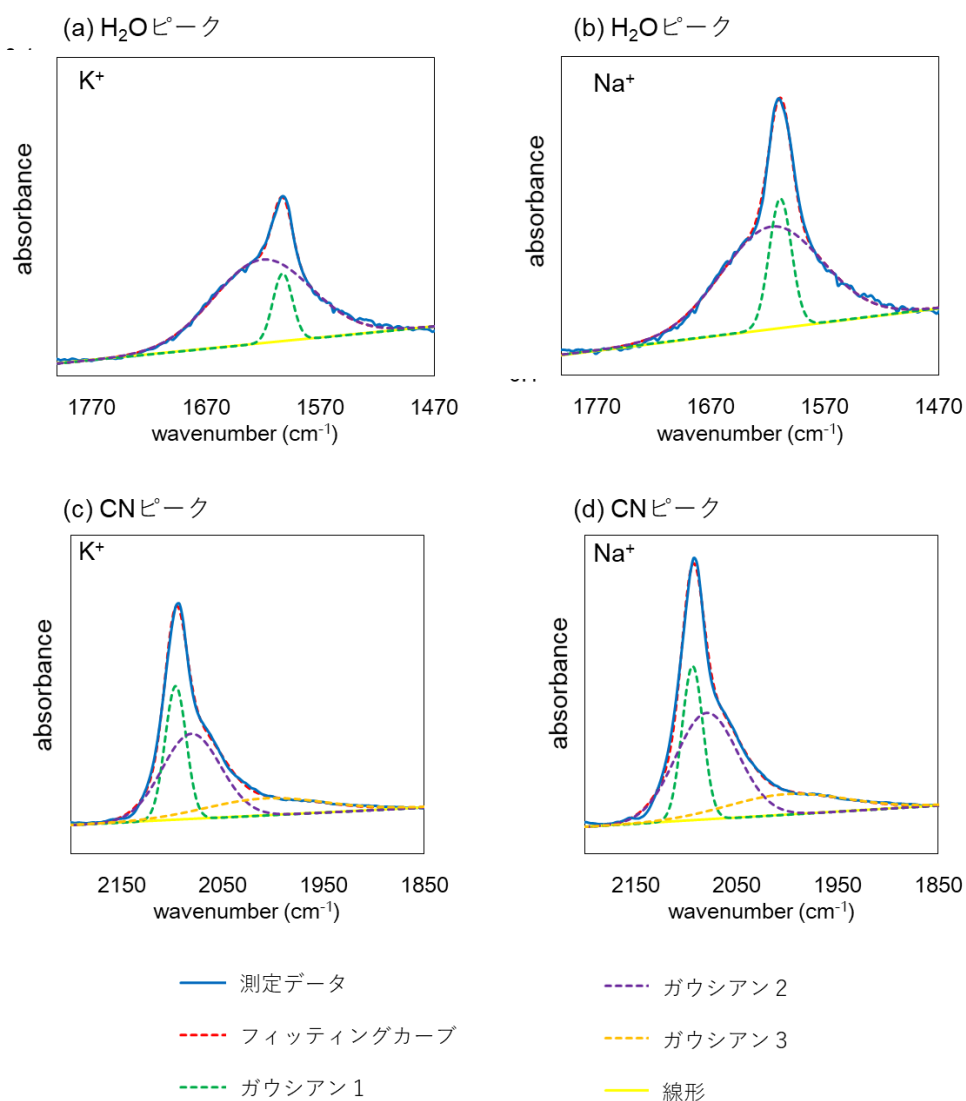 (a) H₂Oピーク
(b) H₂Oピーク
K⁺
Na⁺
absorbance
absorbance
1770 1670 1570 1470
1770 1670 1570 1470
wavenumber (cm⁻¹)
wavenumber (cm⁻¹)
(c) CNピーク
(d) CNピーク
K⁺
Na⁺
absorbance
absorbance
2150 2050 1950 1850
2150 2050 1950 1850
wavenumber (cm⁻¹)
wavenumber (cm⁻¹)
測定データ
ガウシアン２
フィッティングカーブ
ガウシアン３
ガウシアン１
線形